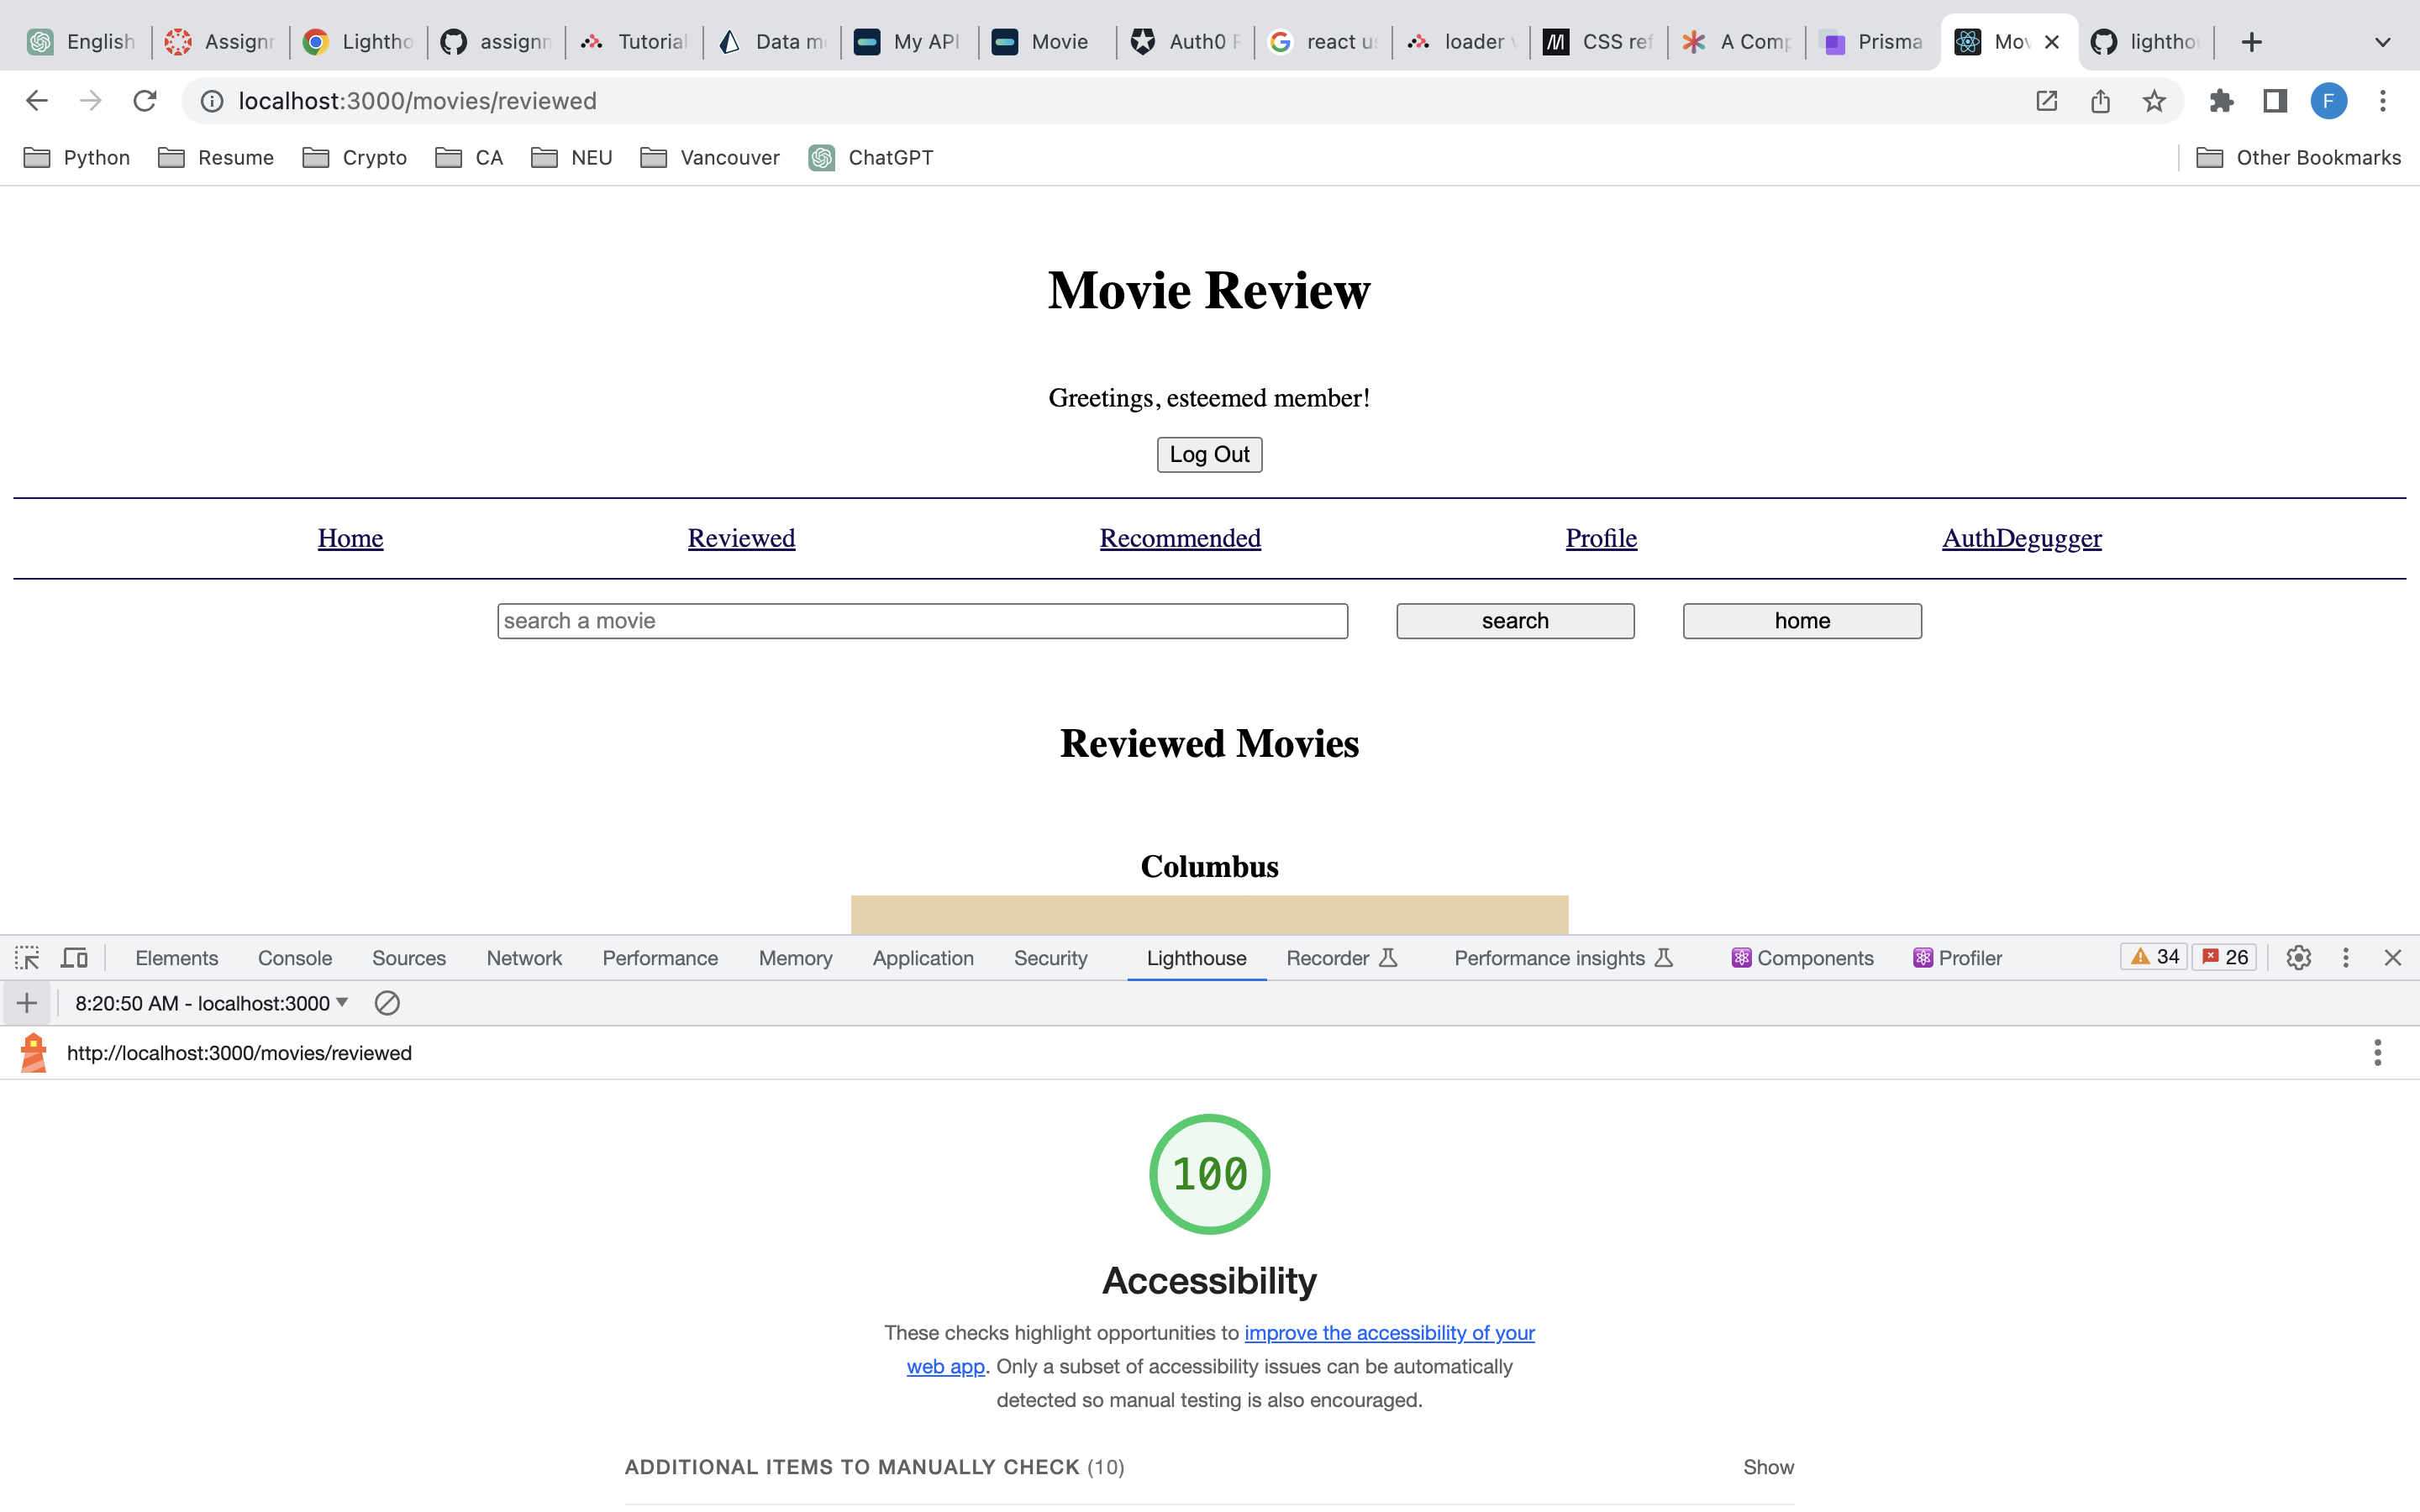 English Assignr Lightho assignn Tutorial Data mo My API Movie Auth0 F react us loader v CSS ref A Comp Prisma Mov lighthou
localhost:3000/movies/reviewed F
Python Resume Crypto CA NEU Vancouver ChatGPT Other Bookmarks
Movie Review
Greetings, esteemed member!
Log Out
Home Reviewed Recommended Profile AuthDegugger
search a movie search home
Reviewed Movies
Columbus
Elements Console Sources Network Performance Memory Application Security Lighthouse Recorder Performance insights Components Profiler 34 26
8:20:50 AM - localhost:3000
http://localhost:3000/movies/reviewed
100
Accessibility
These checks highlight opportunities to improve the accessibility of your
web app. Only a subset of accessibility issues can be automatically
detected so manual testing is also encouraged.
ADDITIONAL ITEMS TO MANUALLY CHECK (10) Show